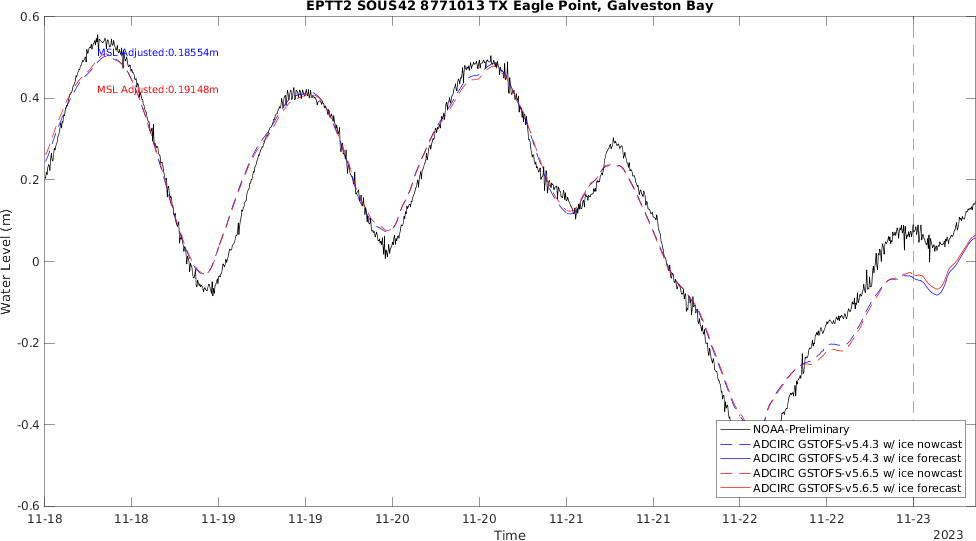 EPTT2 SOUS42 8771013 TX Eagle Point, Galveston Bay
MSL Adjusted:0.18554m
MSL Adjusted:0.19148m
Water Level (m)
0.6
0.4
0.2
0
-0.2
-0.4
-0.6
NOAA-Preliminary
ADCIRC GSTOFS-v5.4.3 w/ ice nowcast
ADCIRC GSTOFS-v5.4.3 w/ ice forecast
ADCIRC GSTOFS-v5.6.5 w/ ice nowcast
ADCIRC GSTOFS-v5.6.5 w/ ice forecast
11-18 11-18 11-19 11-19 11-20 11-20 11-21 11-21 11-22 11-22 11-23
Time
2023